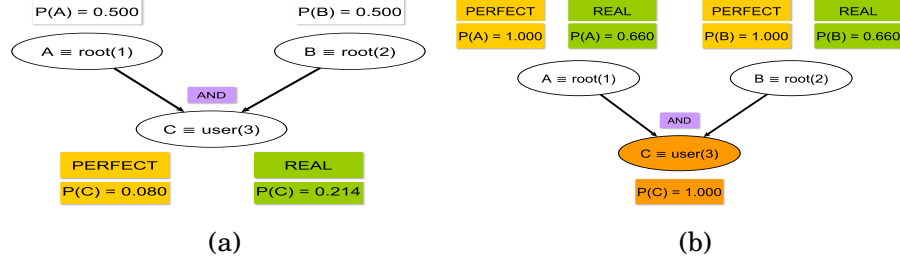 P(A) = 0.500 P(B) = 0.500
A ≡ root(1) B ≡ root(2)
AND
C ≡ user(3)
PERFECT REAL
P(C) = 0.080 P(C) = 0.214
(a)
PERFECT REAL PERFECT REAL
P(A) = 1.000 P(A) = 0.660 P(B) = 1.000 P(B) = 0.660
A ≡ root(1) B ≡ root(2)
AND
C ≡ user(3)
P(C) = 1.000
(b)